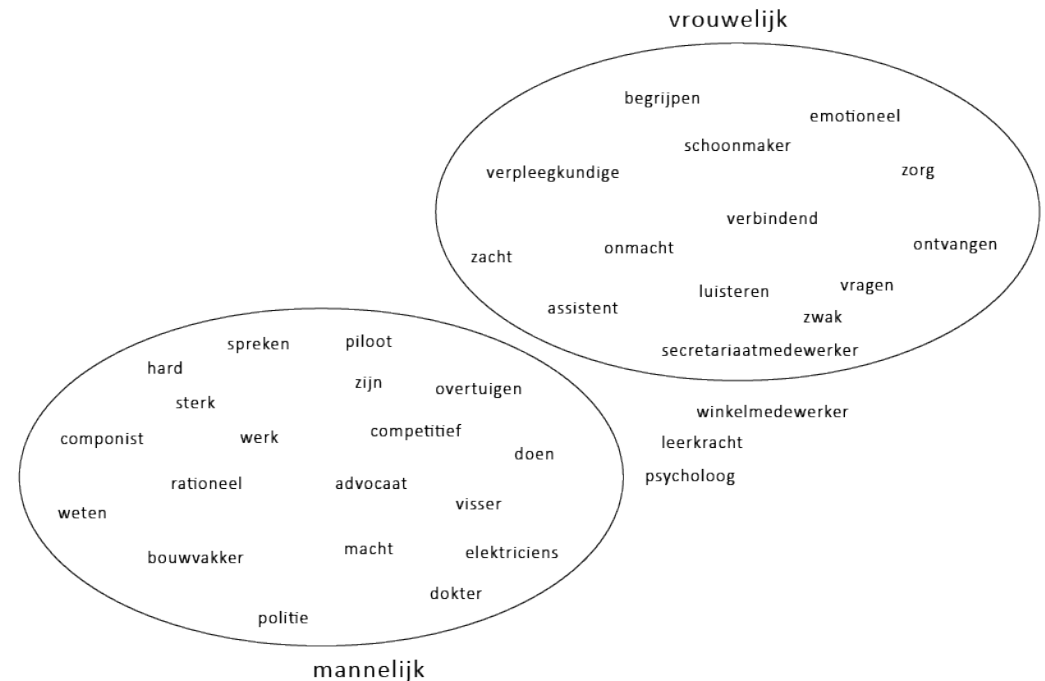 vrouwelijk
begrijpen
emotioneel
schoonmaker
verpleegkundige
zorg
verbindend
onmacht
ontvangen
zacht
luisteren
vragen
assistent
zwak
secretariaatmedewerker
winkelmedewerker
leerkracht
psycholoog
spreken
piloot
hard
zijn
overtuigen
sterk
componist
werk
competitief
doen
rationeel
advocaat
visser
weten
macht
elektriciens
bouwvakker
dokter
politie
mannelijk